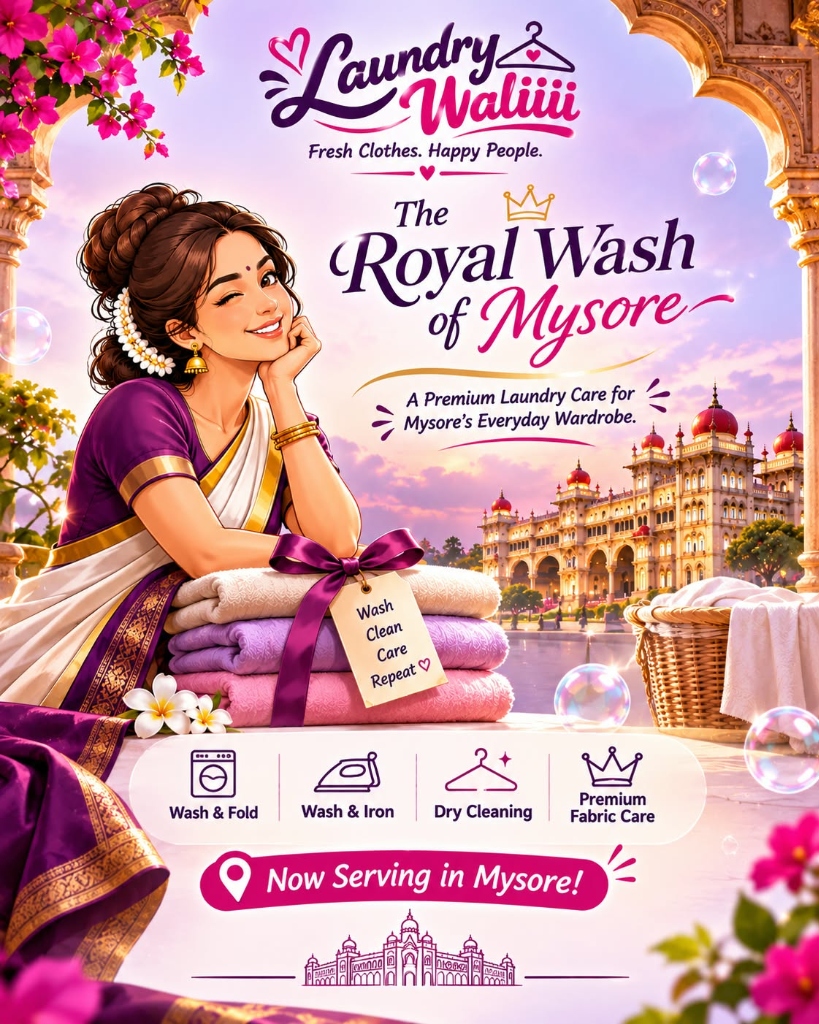 Laundry
Waliiii
Fresh Clothes. Happy People.
The
Royal Wash
of Mysore
A Premium Laundry Care for
Mysore's Everyday Wardrobe.
Wash
Clean
Care
Repeat ♡
Wash & Fold
Wash & Iron
Dry Cleaning
Premium
Fabric Care
Now Serving in Mysore!